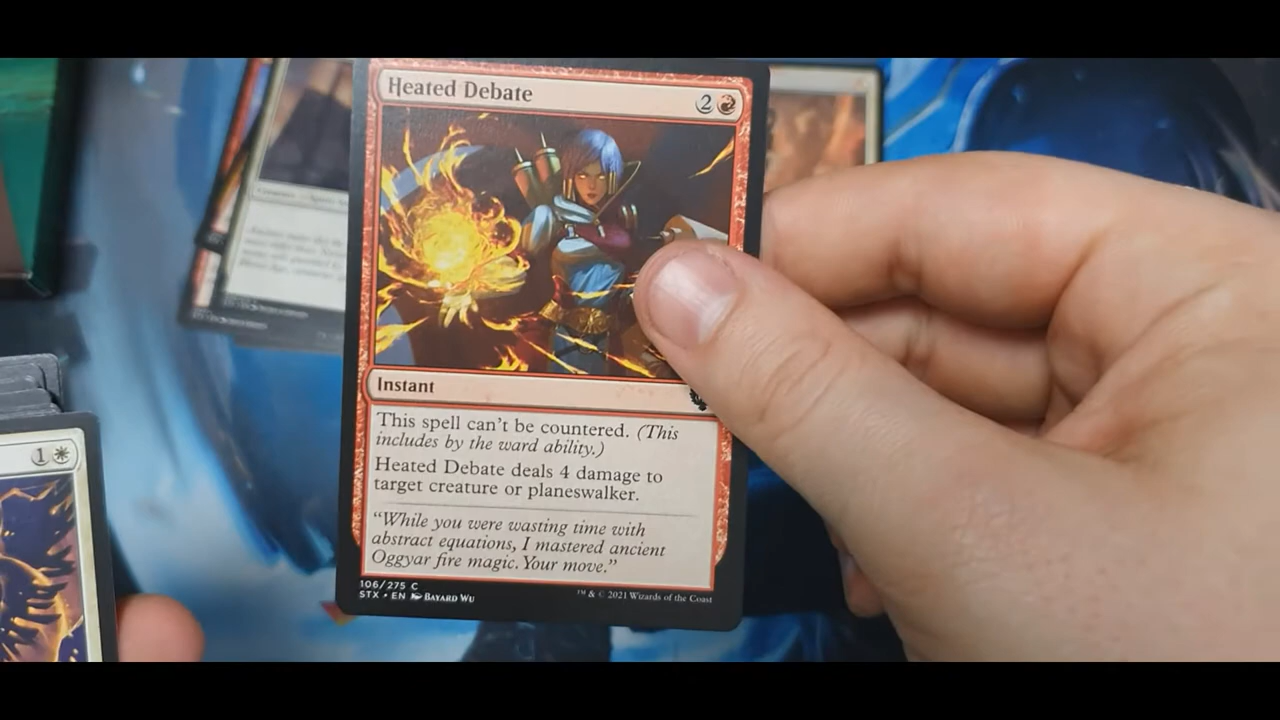 Heated Debate
2
1
Instant
This spell can't be countered. (This
includes by the ward ability.)
Heated Debate deals 4 damage to
target creature or planeswalker.
“While you were wasting time with
abstract equations, I mastered ancient
Oggyar fire magic. Your move.”
106/275 C
STX • EN Bayard Wu
™ & © 2021 Wizards of the Coast